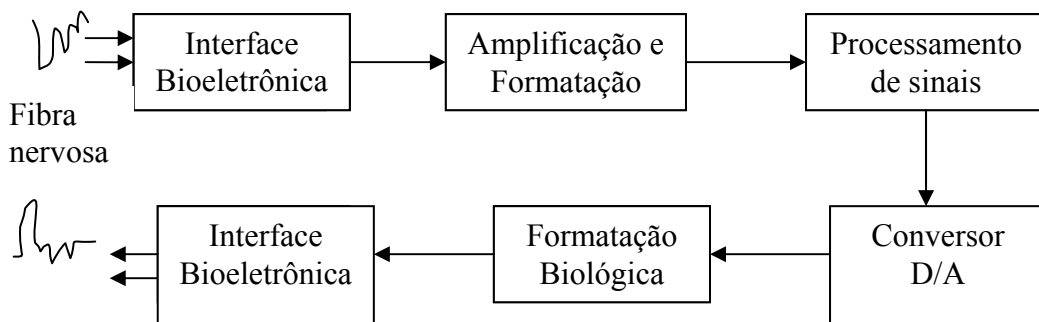 Interface
Bioeletrônica
Amplificação e
Formatação
Processamento
de sinais
Fibra
nervosa
Interface
Bioeletrônica
Formatação
Biológica
Conversor
D/A